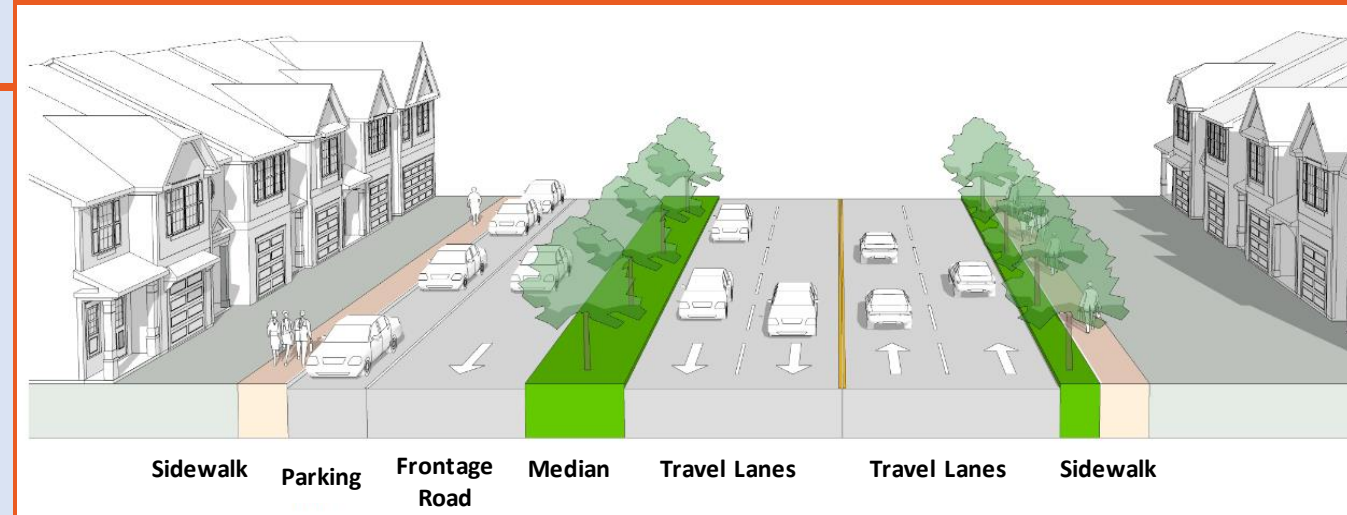 Sidewalk
Parking
Frontage
Road
Median
Travel Lanes
Travel Lanes
Sidewalk